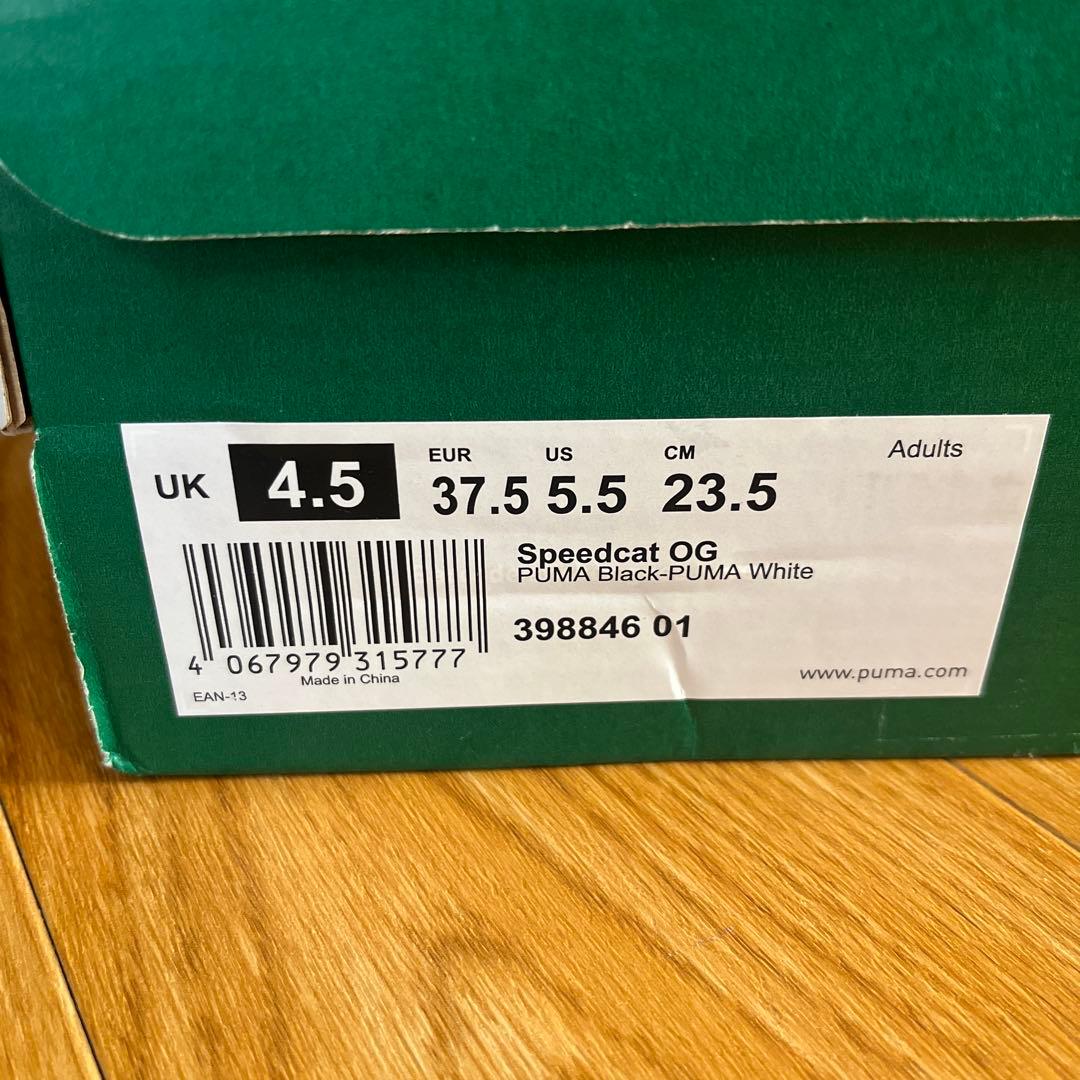 EUR US CM Adults
UK 4.5 37.5 5.5 23.5
Speedcat OG
PUMA Black-PUMA White
398846 01
4 067979 315777
Made in China
EAN-13
www.puma.com